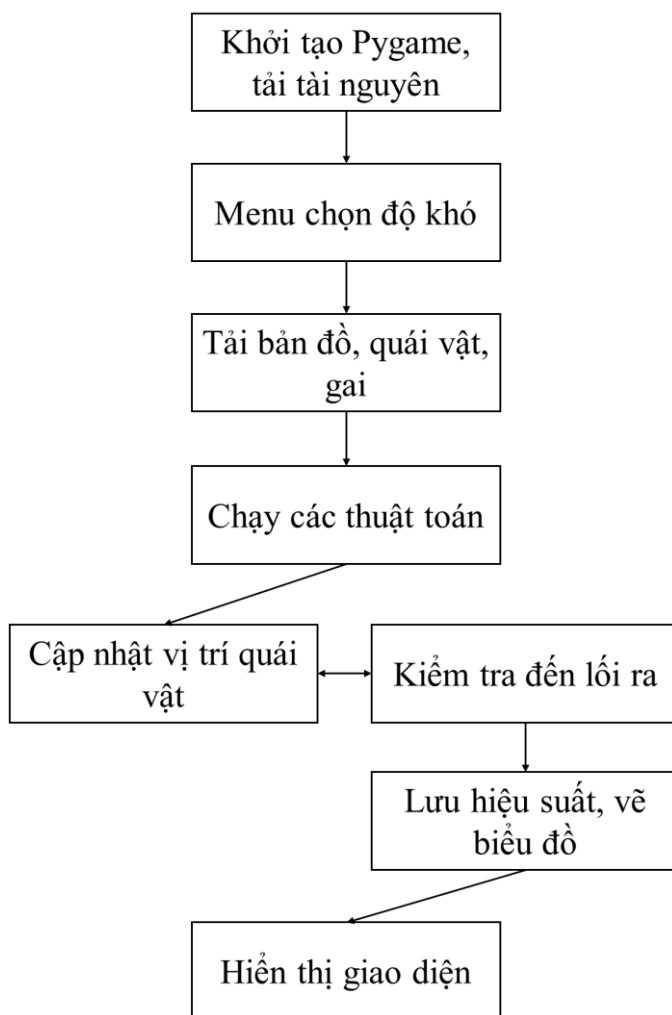 Khởi tạo Pygame,
tải tài nguyên
Menu chọn độ khó
Tải bản đồ, quái vật,
gai
Chạy các thuật toán
Cập nhật vị trí quái
vật
Kiểm tra đến lối ra
Lưu hiệu suất, vẽ
biểu đồ
Hiển thị giao diện